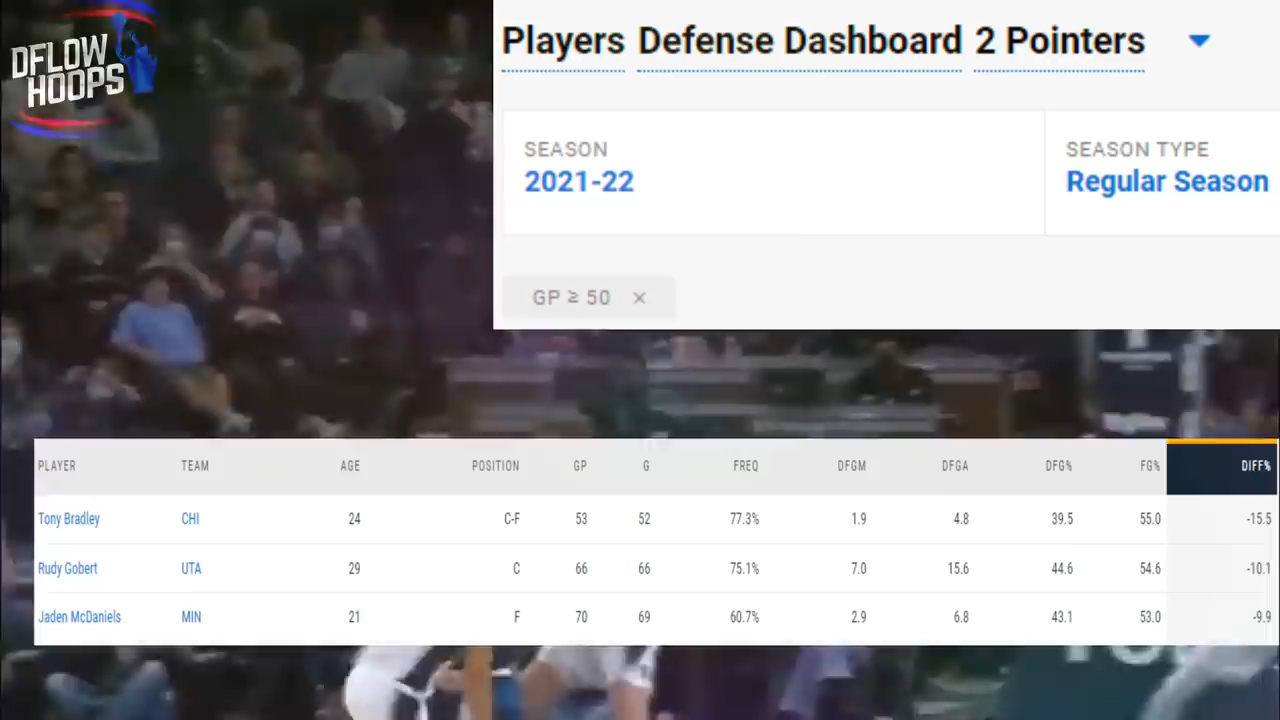 DFLOW
HOOPS
Players Defense Dashboard 2 Pointers
SEASON
2021-22
SEASON TYPE
Regular Season
GP ≥ 50 ×
PLAYER TEAM AGE POSITION GP G FREQ DFGM DFGA DFG% FG% DIFF%
Tony Bradley CHI 24 C-F 53 52 77.3% 1.9 4.8 39.5 55.0 -15.5
Rudy Gobert UTA 29 C 66 66 75.1% 7.0 15.6 44.6 54.6 -10.1
Jaden McDaniels MIN 21 F 70 69 60.7% 2.9 6.8 43.1 53.0 -9.9